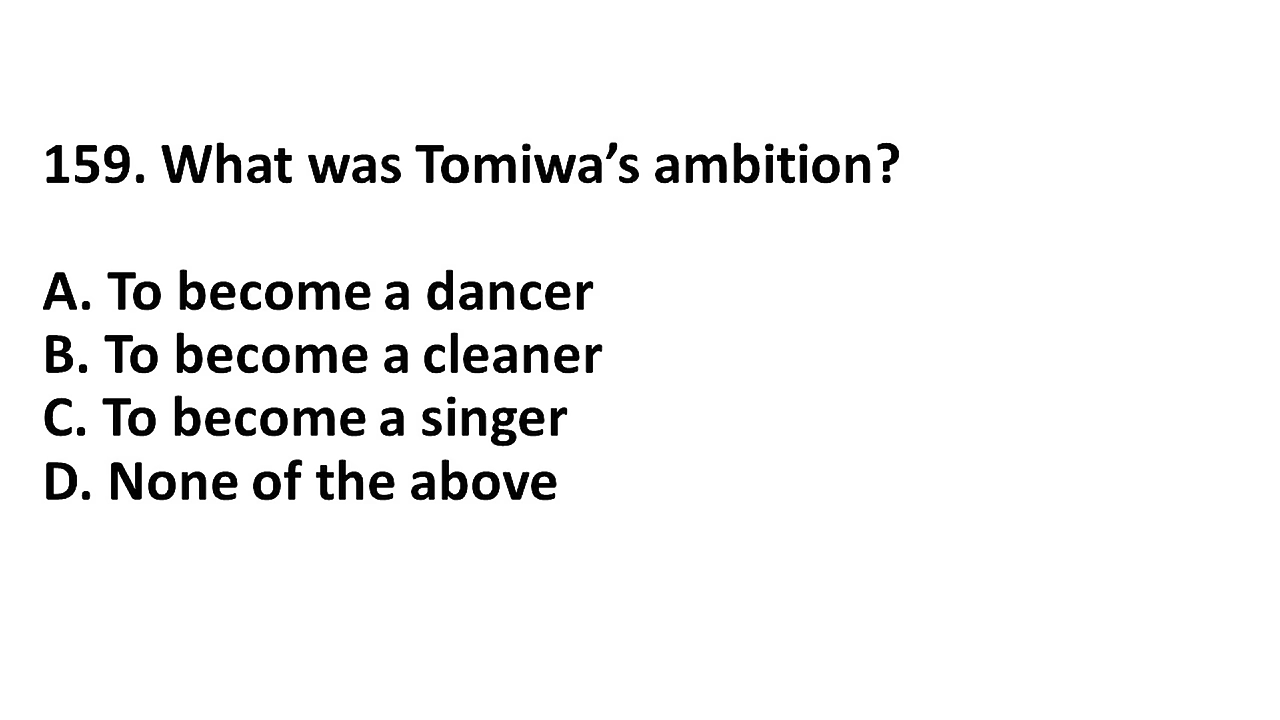 159. What was Tomiwa’s ambition?
A. To become a dancer
B. To become a cleaner
C. To become a singer
D. None of the above